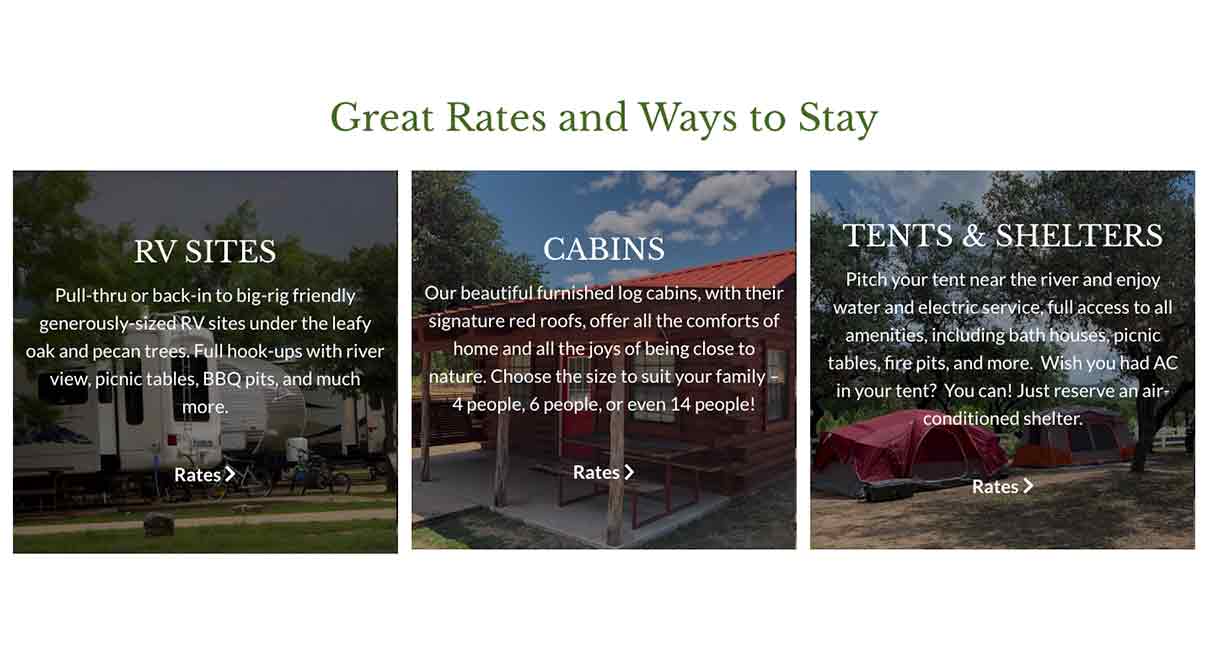 Great Rates and Ways to Stay
RV SITES
Pull-thru or back-in to big-rig friendly
generously-sized RV sites under the leafy
oak and pecan trees. Full hook-ups with river
view, picnic tables, BBQ pits, and much
more.
Rates
CABINS
Our beautiful furnished log cabins, with their
signature red roofs, offer all the comforts of
home and all the joys of being close to
nature. Choose the size to suit your family –
4 people, 6 people, or even 14 people!
Rates
TENTS & SHELTERS
Pitch your tent near the river and enjoy
water and electric service, full access to all
amenities, including bath houses, picnic
tables, fire pits, and more.  Wish you had AC
in your tent?  You can! Just reserve an air-
conditioned shelter.
Rates